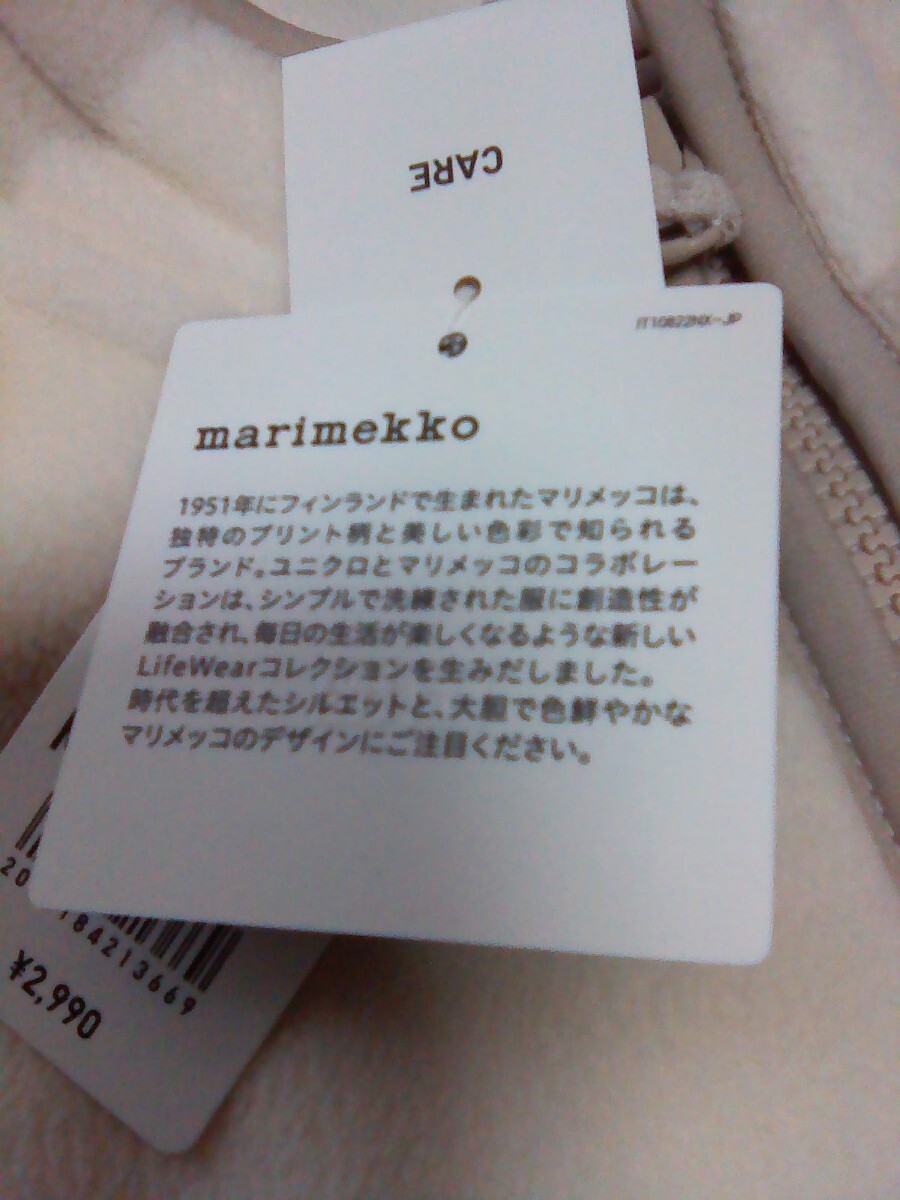 CARE
marimekko
1951年にフィンランドで生まれたマリメッコは、
独特のプリント柄と美しい色彩で知られる
ブランド。ユニクロとマリメッコのコラボレー
ションは、シンプルで洗練された服に創造性が
融合され、毎日の生活が楽しくなるような新しい
LifeWearコレクションを生みだしました。
時代を超えたシルエットと、大胆で色鮮やかな
マリメッコのデザインにご注目ください。
20
184213669
¥2,990